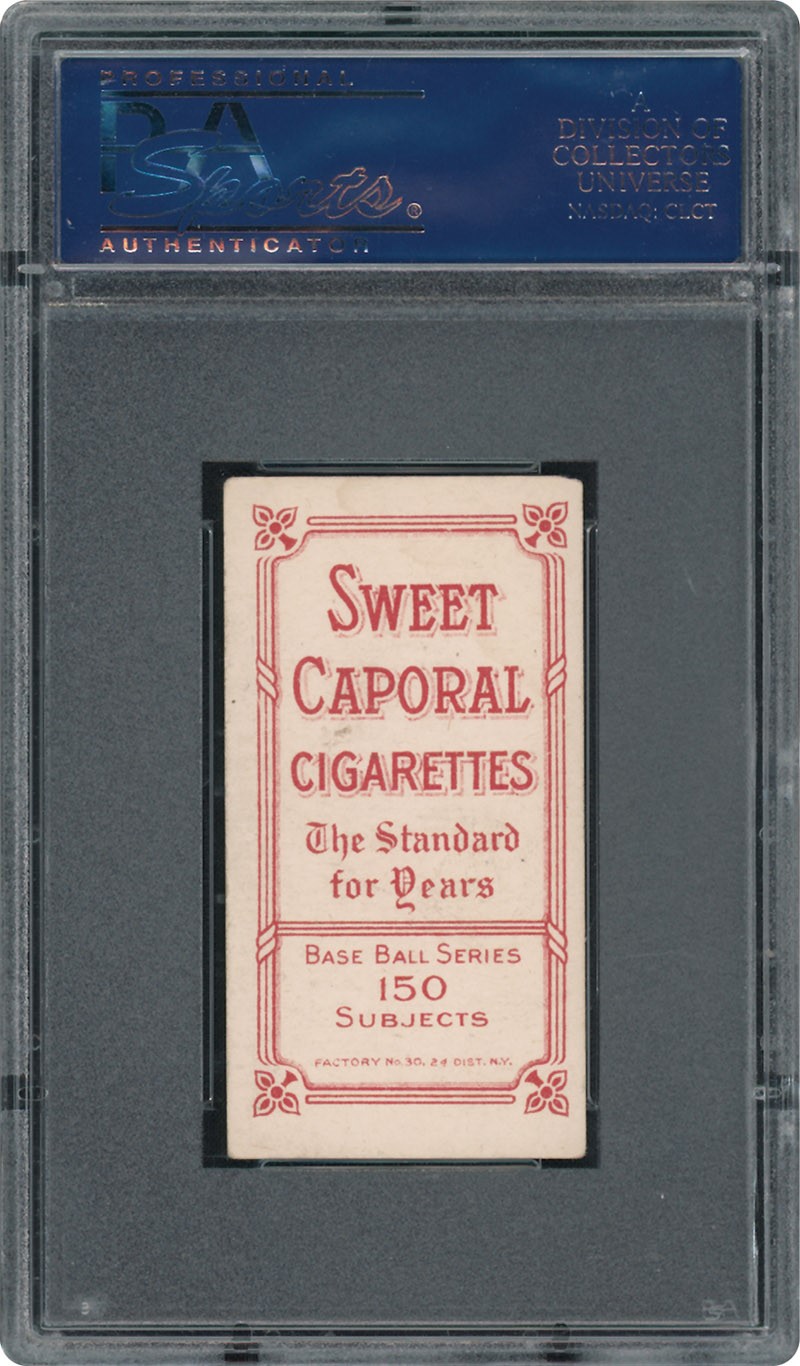 PROFESSIONAL
PSA
Sports®
AUTHENTICATOR
A
DIVISION OF
COLLECTORS
UNIVERSE
NASDAQ: CLCT
SWEET
CAPORAL
CIGARETTES
The Standard
for Years
BASE BALL SERIES
150
SUBJECTS
FACTORY No. 30, 24 DIST. N.Y.
PSA